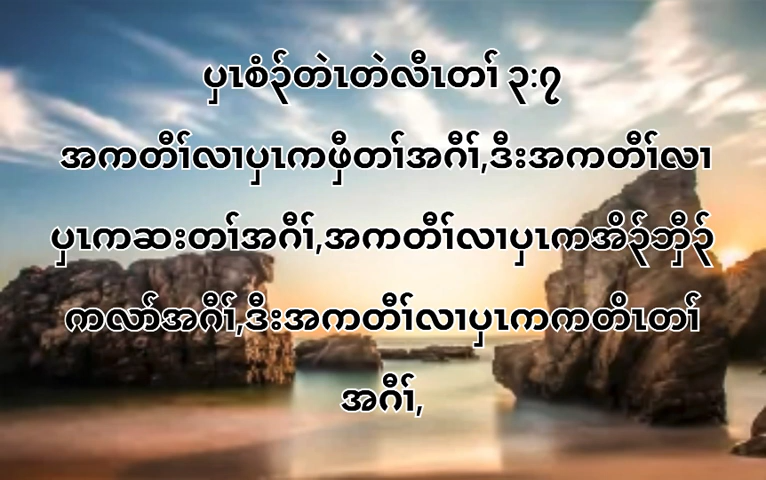 ပှၤစံၣ်တဲၤတဲလီၤတၢ် ၃:၇
အကတီၢ်လၢပှၤကဖှီတၢ်အဂီၢ်,ဒီးအကတီၢ်လၢ
ပှၤကဆးတၢ်အဂီၢ်,အကတီၢ်လၢပှၤကအိၣ်ဘှီၣ်
ကလာ်အဂီၢ်,ဒီးအကတီၢ်လၢပှၤကကတိၤတၢ်
အဂီၢ်,